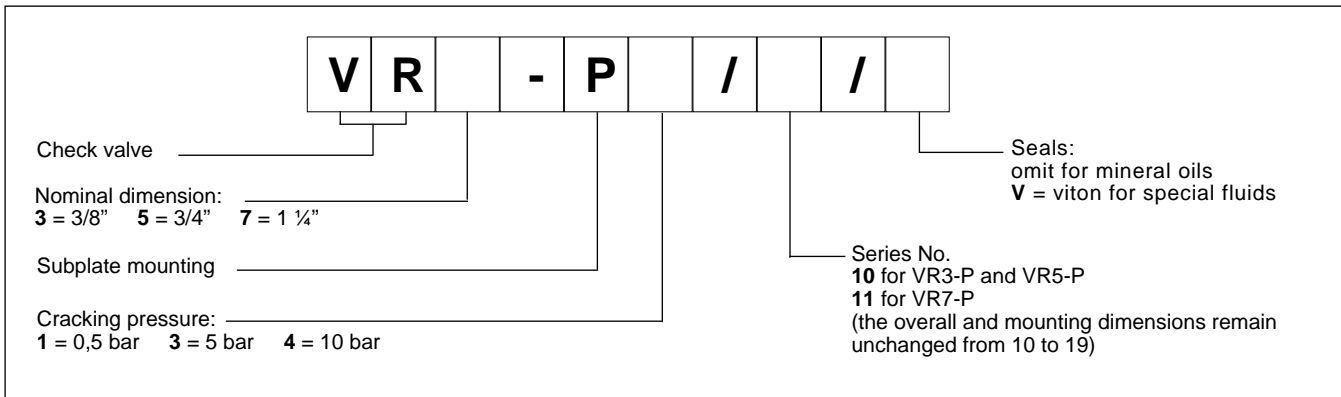 V R - P / /
Check valve
Nominal dimension:
3 = 3/8” 5 = 3/4” 7 = 1 ¼”
Subplate mounting
Cracking pressure:
1 = 0,5 bar 3 = 5 bar 4 = 10 bar
Seals:
omit for mineral oils
V = viton for special fluids
Series No.
10 for VR3-P and VR5-P
11 for VR7-P
(the overall and mounting dimensions remain
unchanged from 10 to 19)